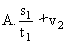 A. s₁/t₁ +v₂